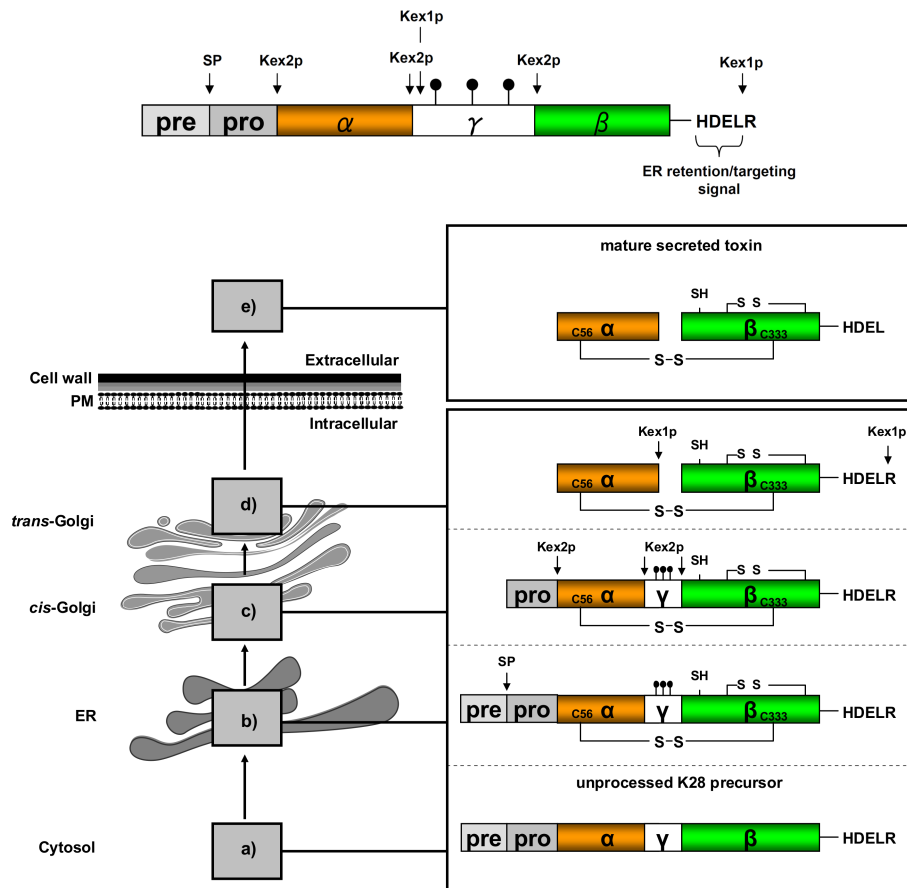 Kex1p
SP Kex2p Kex2p Kex2p Kex1p
pre pro α γ β HDELR
ER retention/targeting
signal
mature secreted toxin
e)
SH S S
C56 α β C333 HDEL
S-S
Extracellular
Cell wall
PM
Intracellular
Kex1p Kex1p
SH S S
C56 α β C333 HDELR
S-S
d)
trans-Golgi
Kex2p Kex2p SH S S
pro C56 α γ β C333 HDELR
S-S
cis-Golgi
c)
SP SH S S
pre pro C56 α γ β C333 HDELR
S-S
ER
b)
unprocessed K28 precursor
pre pro α γ β HDELR
Cytosol
a)